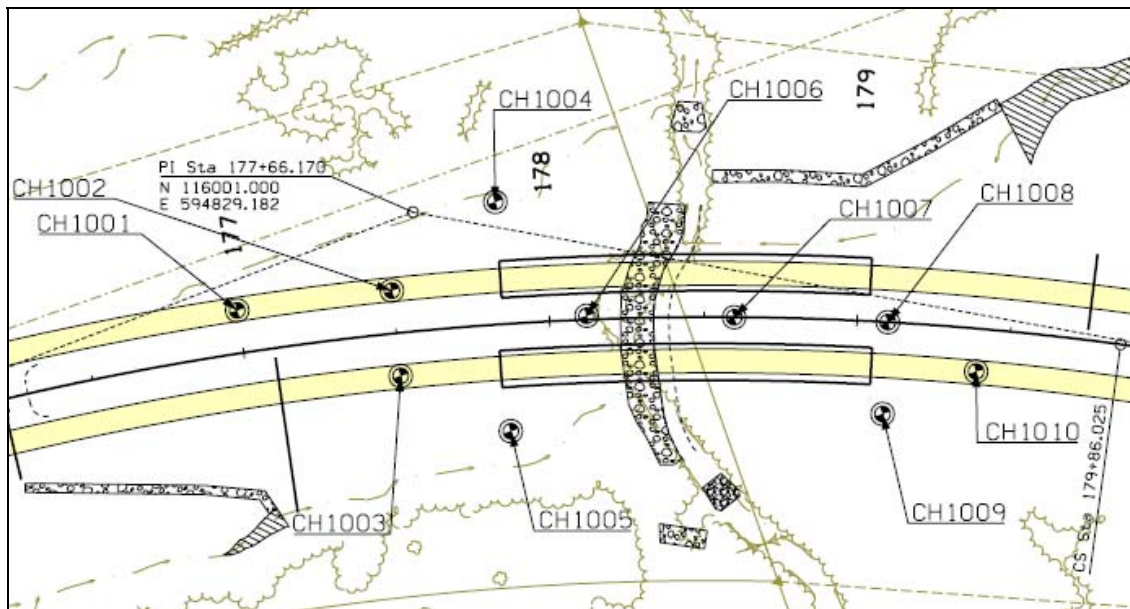 CH1004
CH1006
179
PI Sta 177+66.170
N 116001.000
E 594829.182
178
CH1002
CH1001
177
CH1007
CH1008
CH1010
CH1003
CH1005
CH1009
CS Sta 179+86.025